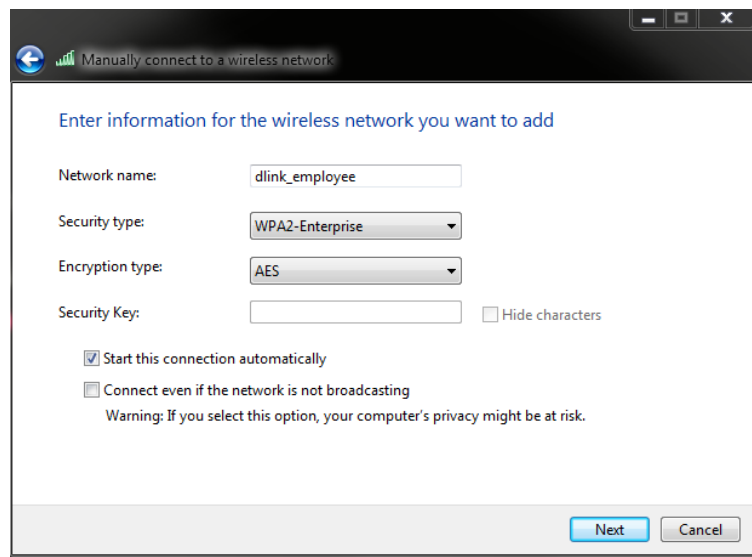 Manually connect to a wireless network
Enter information for the wireless network you want to add
Network name: dlink_employee
Security type: WPA2-Enterprise
Encryption type: AES
Security Key: Hide characters
Start this connection automatically
Connect even if the network is not broadcasting
Warning: If you select this option, your computer's privacy might be at risk.
Next Cancel